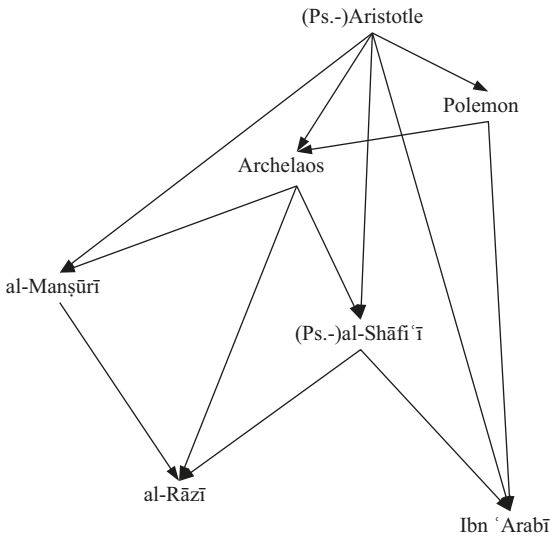 (Ps.-)Aristotle
Polemon
Archelaos
al-Manṣūrī
(Ps.-)al-Shāfiʿī
al-Rāzī
Ibn ʿArabī